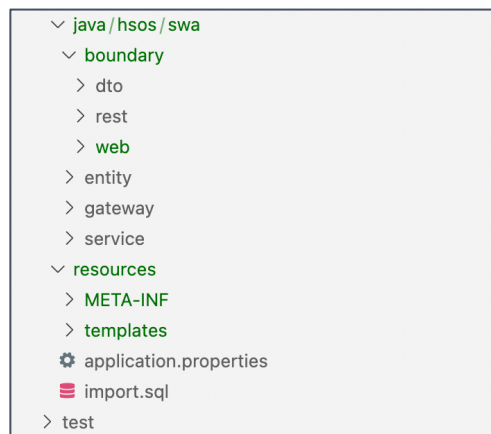 java/hsos/swa
boundary
dto
rest
web
entity
gateway
service
resources
META-INF
templates
application.properties
import.sql
test